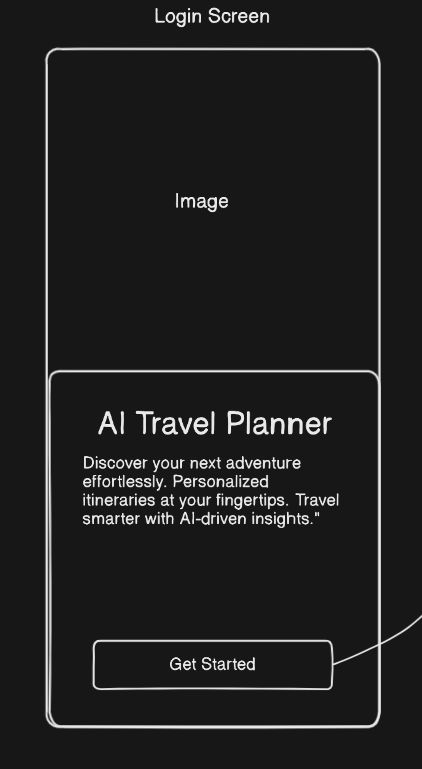 Login Screen
Image
AI Travel Planner
Discover your next adventure
effortlessly. Personalized
itineraries at your fingertips. Travel
smarter with AI-driven insights."
Get Started